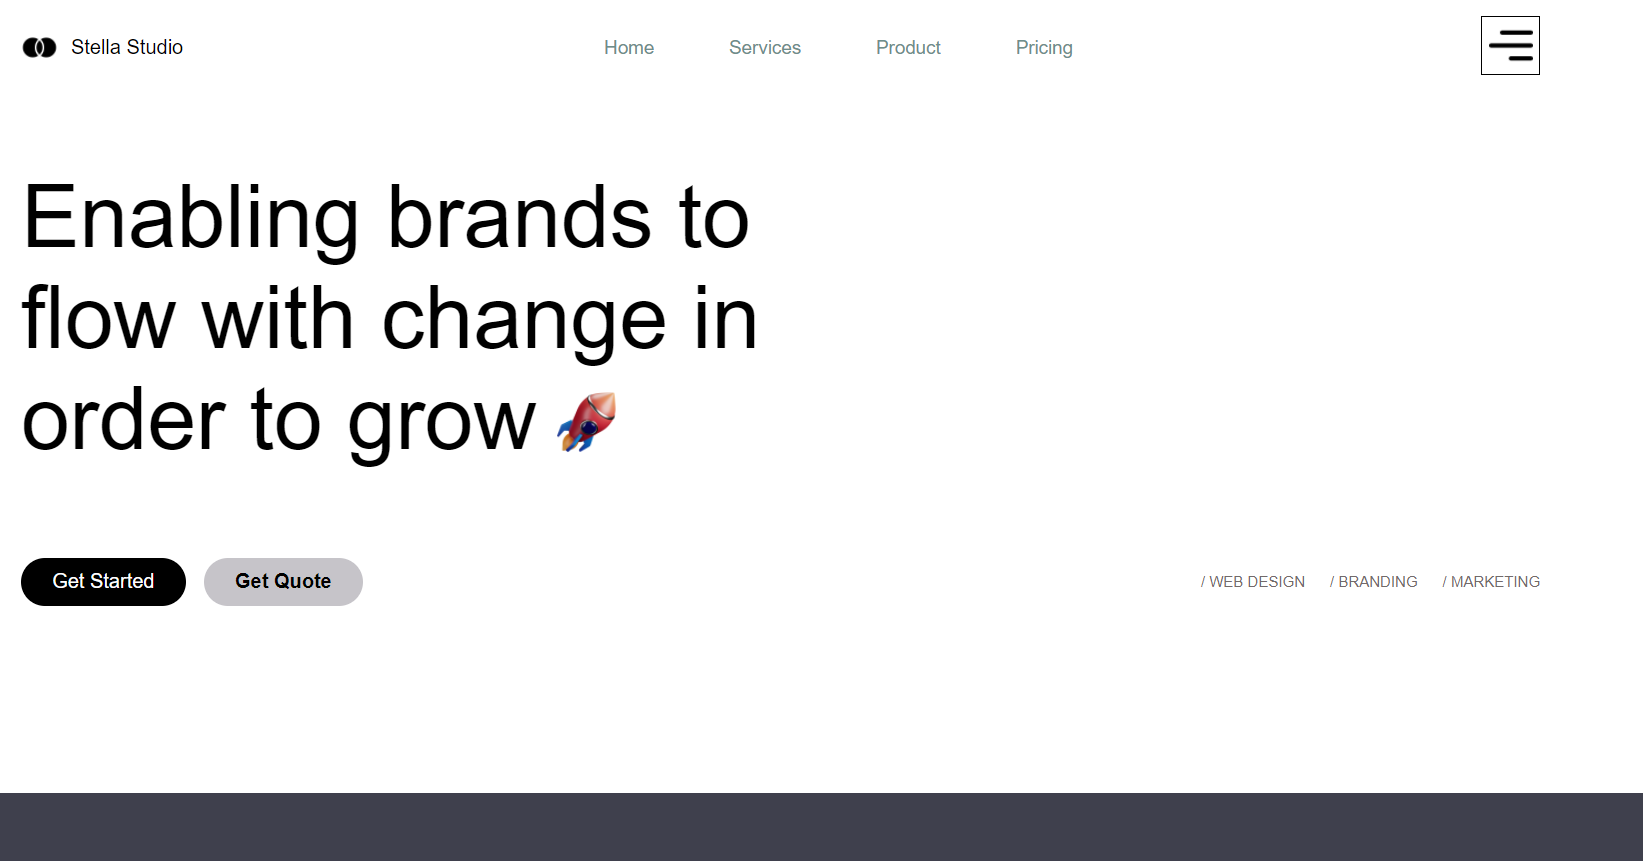 Stella Studio
Home Services Product Pricing
Enabling brands to
flow with change in
order to grow 🚀
Get Started Get Quote / WEB DESIGN / BRANDING / MARKETING